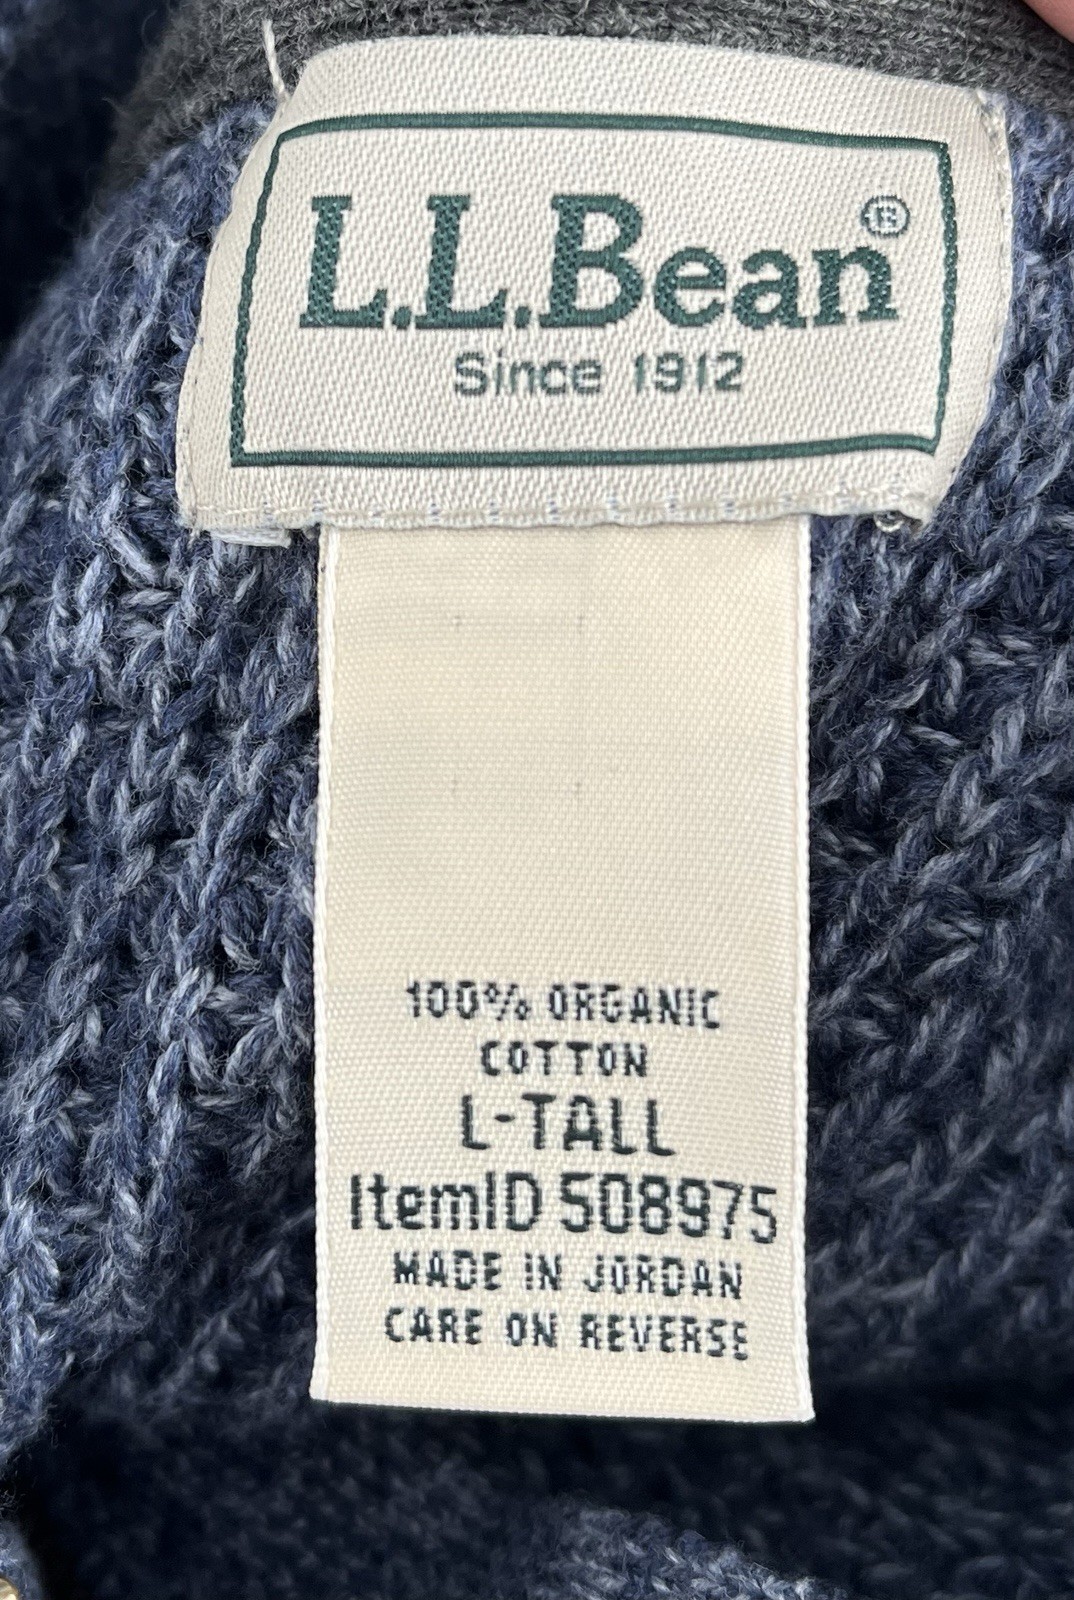 L.L.Bean®
Since 1912
100% ORGANIC
COTTON
L-TALL
ItemID 508975
MADE IN JORDAN
CARE ON REVERSE